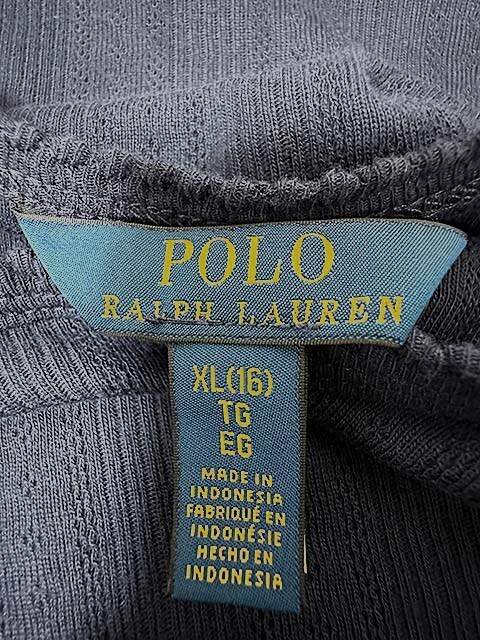 POLO
RALPH LAUREN
XL(16)
TG
EG
MADE IN
INDONESIA
FABRIQUÉ EN
INDONÉSIE
HECHO EN
INDONESIA